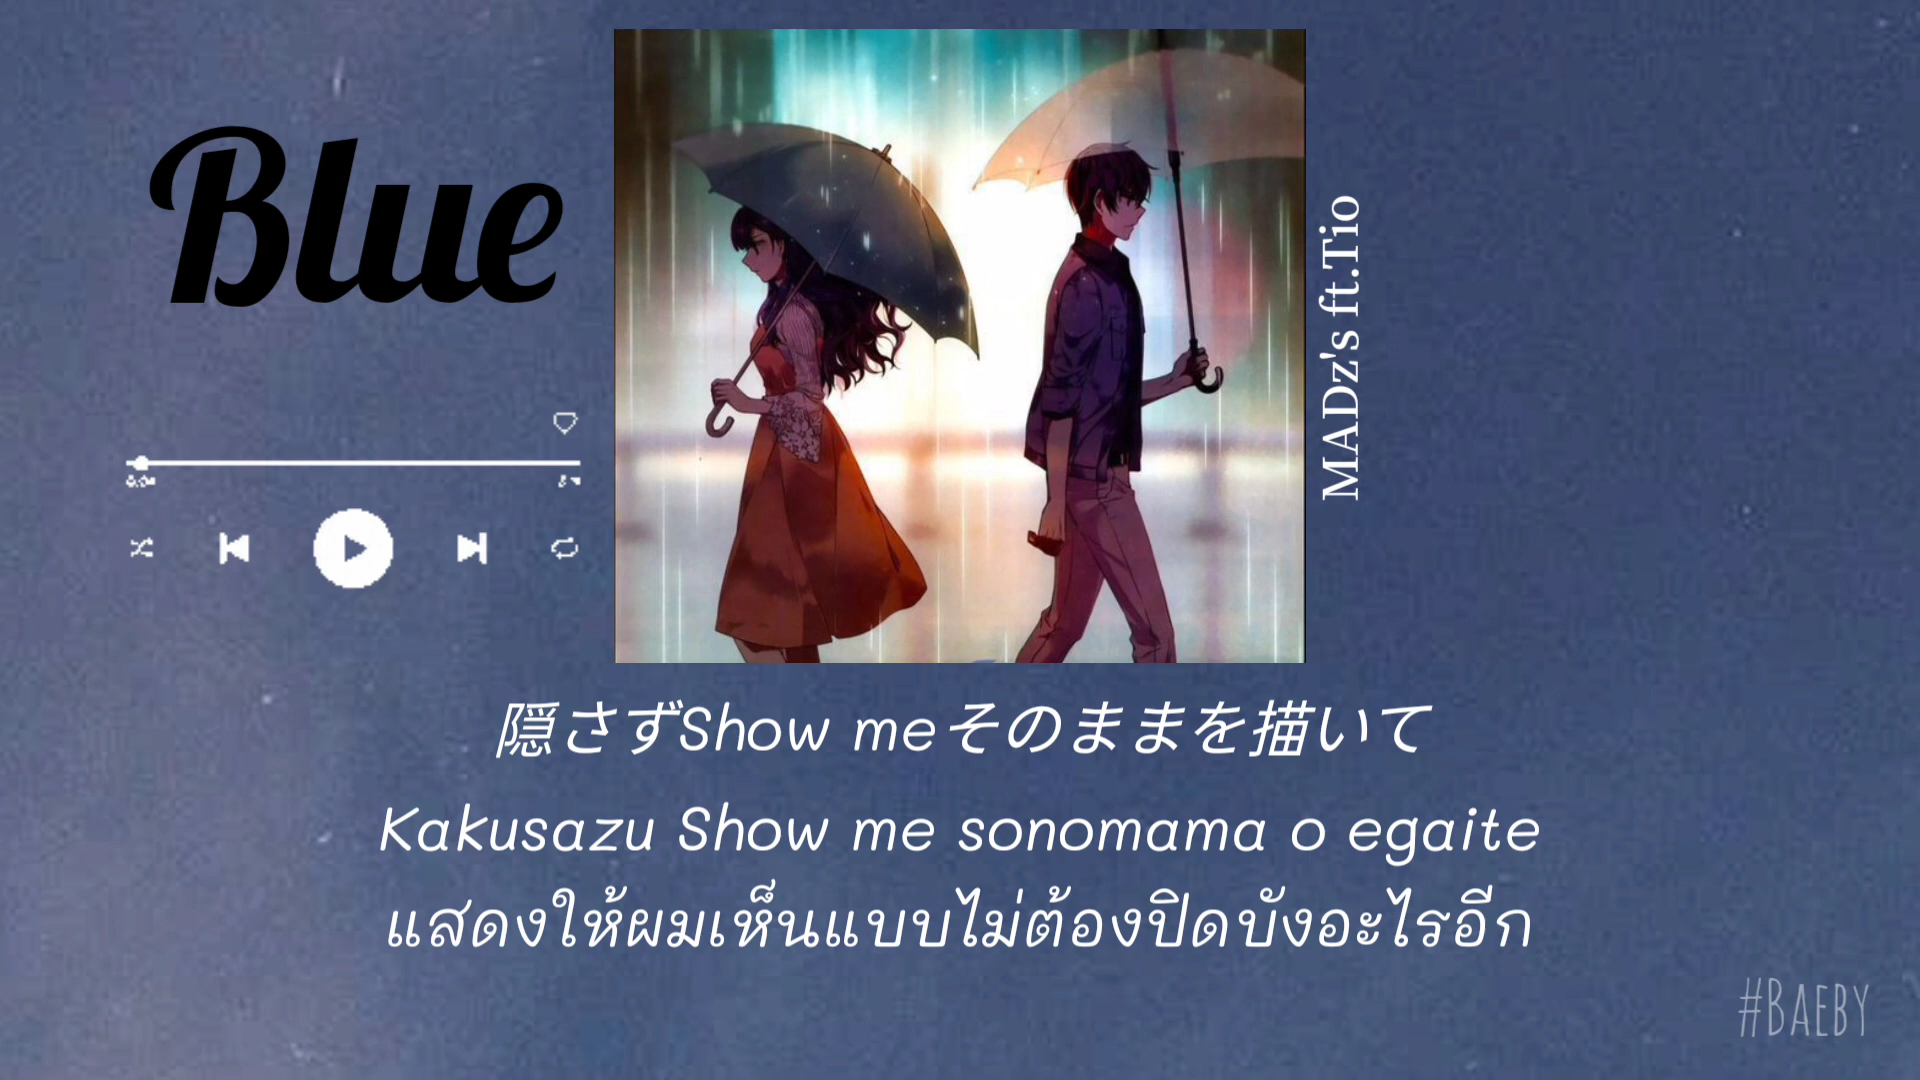 Blue
MADz's ft.Tio
隠さずShow meそのままを描いて
Kakusazu Show me sonomama o egaite
แสดงให้ผมเห็นแบบไม่ต้องปิดบังอะไรอีก
#BAEBY